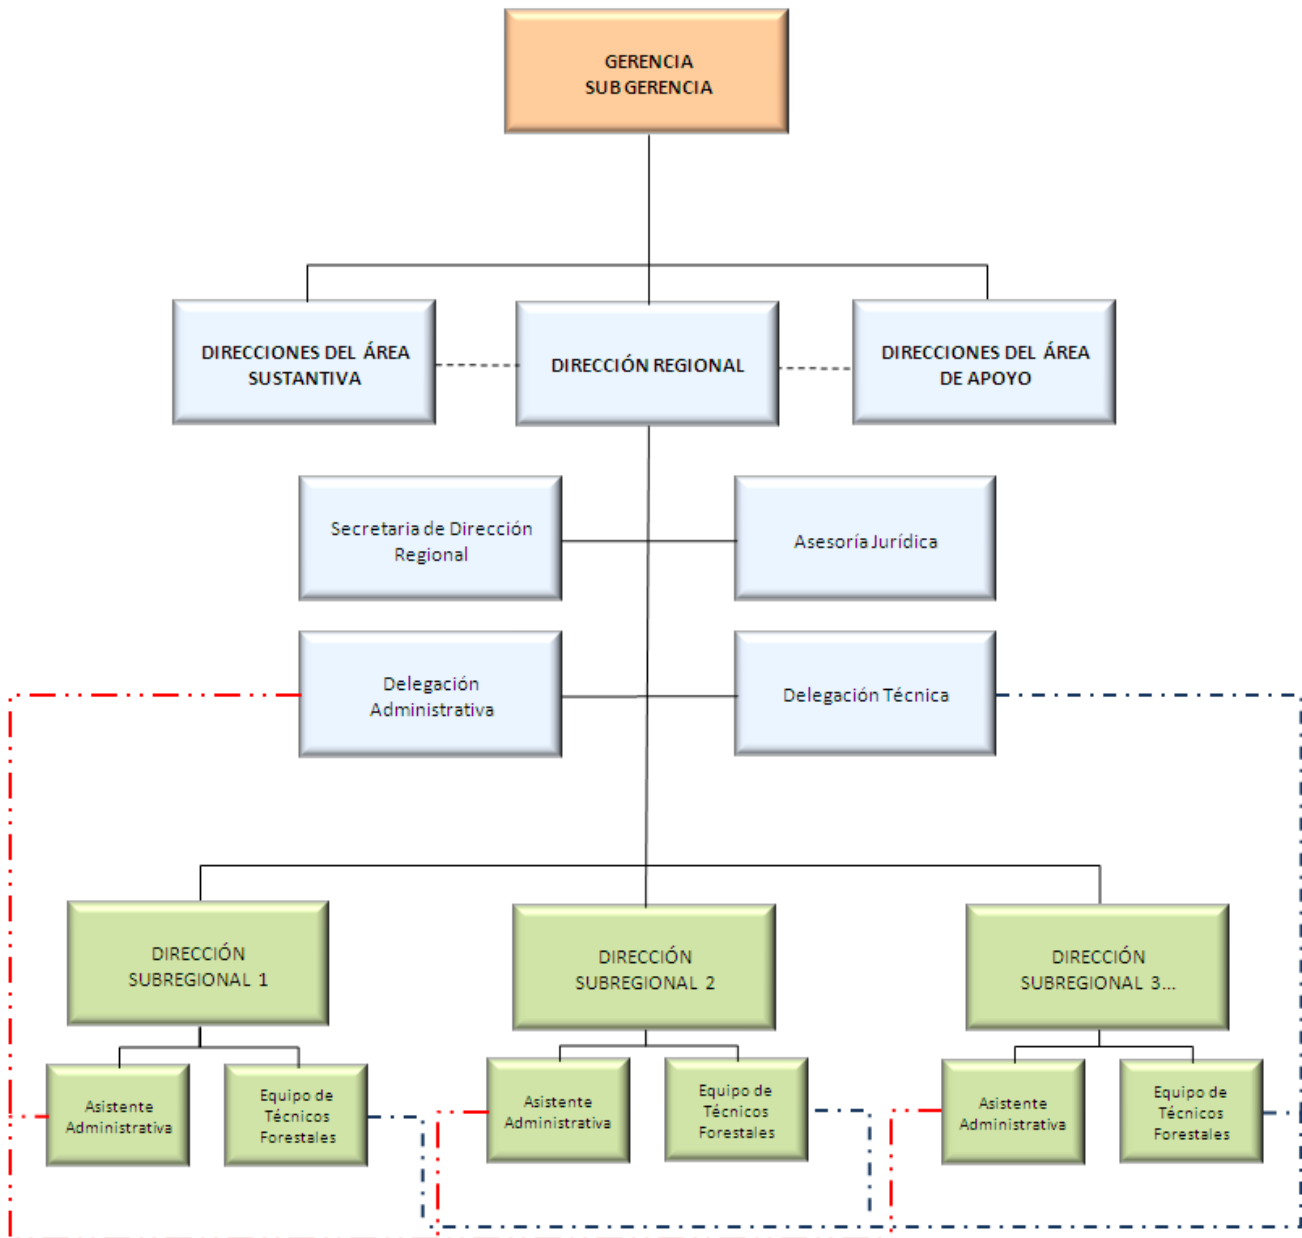 GERENCIA
SUB GERENCIA
DIRECCIONES DEL ÁREA
SUSTANTIVA
DIRECCIÓN REGIONAL
DIRECCIONES DEL ÁREA
DE APOYO
Secretaria de Dirección
Regional
Asesoría Jurídica
Delegación
Administrativa
Delegación Técnica
DIRECCIÓN
SUBREGIONAL 1
DIRECCIÓN
SUBREGIONAL 2
DIRECCIÓN
SUBREGIONAL 3...
Asistente
Administrativa
Equipo de
Técnicos
Forestales
Asistente
Administrativa
Equipo de
Técnicos
Forestales
Asistente
Administrativa
Equipo de
Técnicos
Forestales